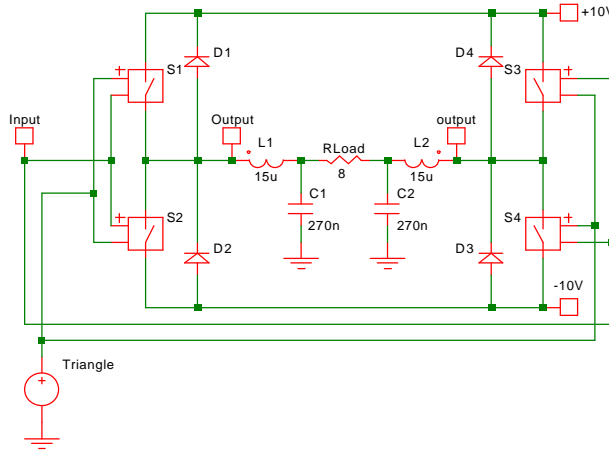 +10V
D1
D4
S1
S3
Input
Output
output
L1
RLoad
L2
15u
8
15u
C1
C2
270n
270n
S2
S4
D2
D3
-10V
Triangle